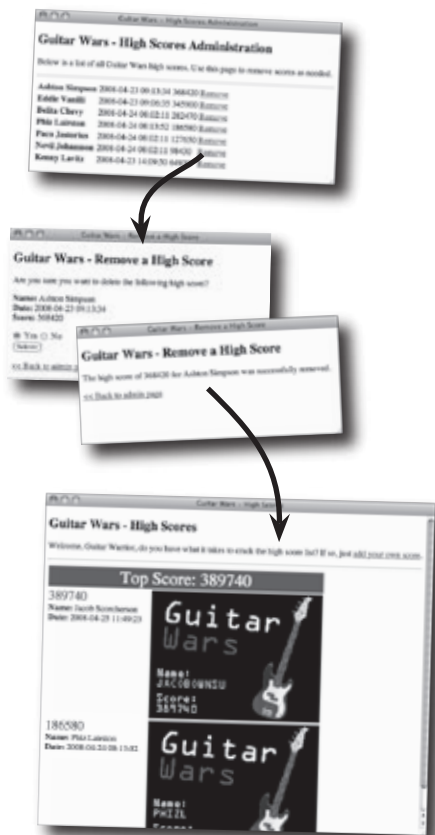 Guitar Wars - High Scores Administration
Guitar Wars - High Scores Administration
Below is a list of all Guitar Wars high scores. Use this page to remove scores as needed.
Ashton Simpson 2008-04-23 09:13:34 368420 Remove
Eddie Vanilli 2008-04-23 09:06:35 345900 Remove
Belita Chevy 2008-04-24 08:02:11 282470 Remove
Phiz Lairston 2008-04-24 08:13:52 186580 Remove
Paco Jastorius 2008-04-24 08:02:11 127650 Remove
Nevil Johansson 2008-04-24 08:02:11 98430 Remove
Kenny Lavitz 2008-04-23 14:09:50 Remove
Guitar Wars - Remove a High Score
Guitar Wars - Remove a High Score
Are you sure you want to delete the following high score?
Name: Ashton Simpson
Date: 2008-04-23 09:13:34
Score: 368420
Yes No
Submit
<< Back to admin
Guitar Wars - Remove a High Score
Guitar Wars - Remove a High Score
The high score of 368420 for Ashton Simpson was successfully removed.
<< Back to admin page
Guitar Wars - High Scores
Guitar Wars - High Scores
Welcome, Guitar Warrior, do you have what it takes to crack the high score list? If so, just add your own score.
Top Score: 389740
389740
Name: Jacob Scorcherson
Date: 2008-04-23 11:49:23
Guitar
Wars
Name:
JACOBOWNSU
Score:
389740
186580
Name: Phiz Lairston
Date: 2008-04-24 08:13:52
Guitar
Wars
Name:
PHIZL